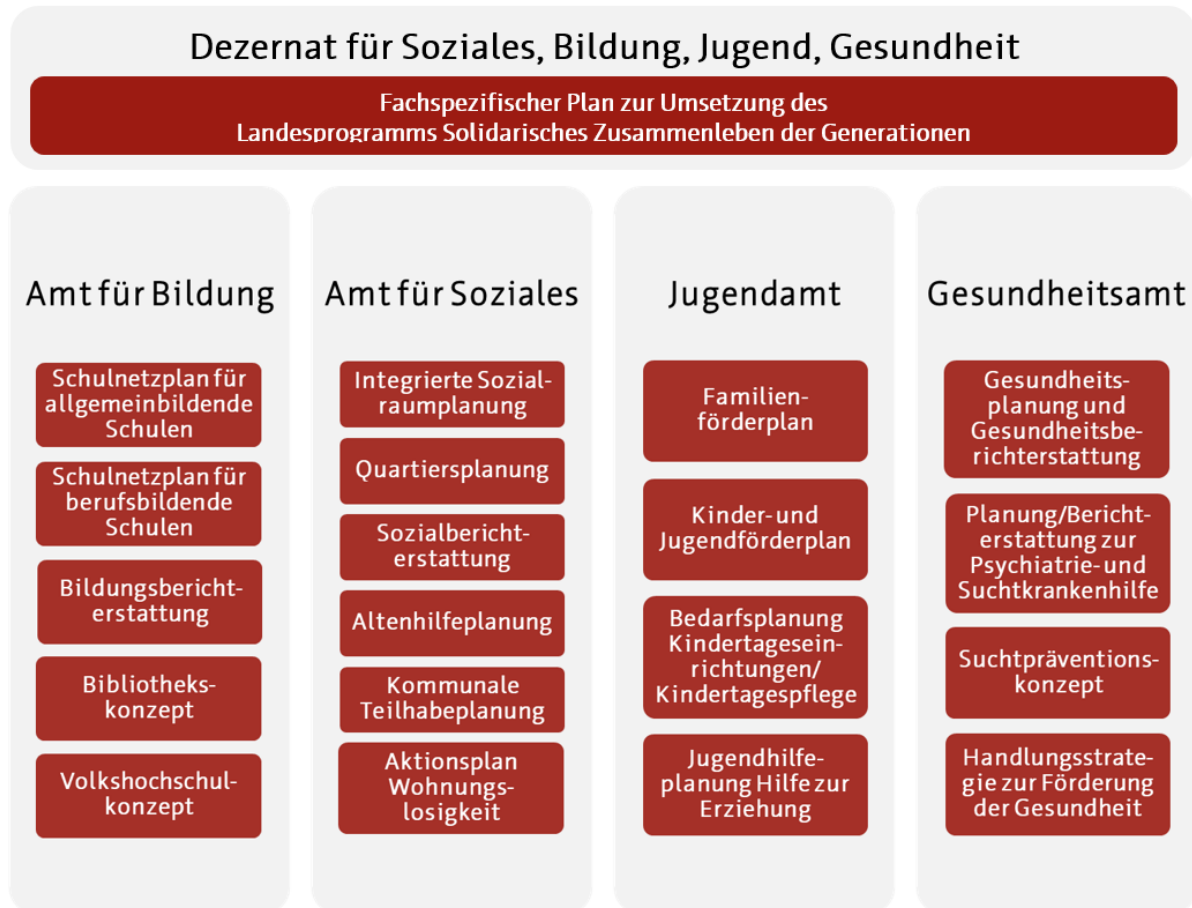 Dezernat für Soziales, Bildung, Jugend, Gesundheit
Fachspezifischer Plan zur Umsetzung des
Landesprogramms Solidarisches Zusammenleben der Generationen
Amt für Bildung
Schulnetzplan für
allgemeinbildende
Schulen
Schulnetzplan für
berufsbildende
Schulen
Bildungsbericht-
erstattung
Bibliotheks-
konzept
Volkshochschul-
konzept
Amt für Soziales
Integrierte Sozial-
raumplanung
Quartiersplanung
Sozialbericht-
erstattung
Altenhilfeplanung
Kommunale
Teilhabeplanung
Aktionsplan
Wohnungs-
losigkeit
Jugendamt
Familien-
förderplan
Kinder- und
Jugendförderplan
Bedarfsplanung
Kindertagesein-
richtungen/
Kindertagespflege
Jugendhilfe-
planung Hilfe zur
Erziehung
Gesundheitsamt
Gesundheits-
planung und
Gesundheitsbe-
richterstattung
Planung/Bericht-
erstattung zur
Psychiatrie- und
Suchtkrankenhilfe
Suchtpräventions-
konzept
Handlungsstrate-
gie zur Förderung
der Gesundheit